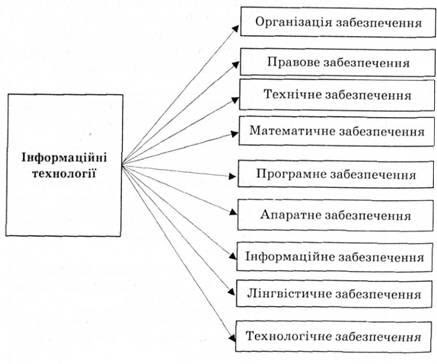 Інформаційні
технології
Організація забезпечення
Правове забезпечення
Технічне забезпечення
Математичне забезпечення
Програмне забезпечення
Апаратне забезпечення
Інформаційне забезпечення
Лінгвістичне забезпечення
Технологічне забезпечення